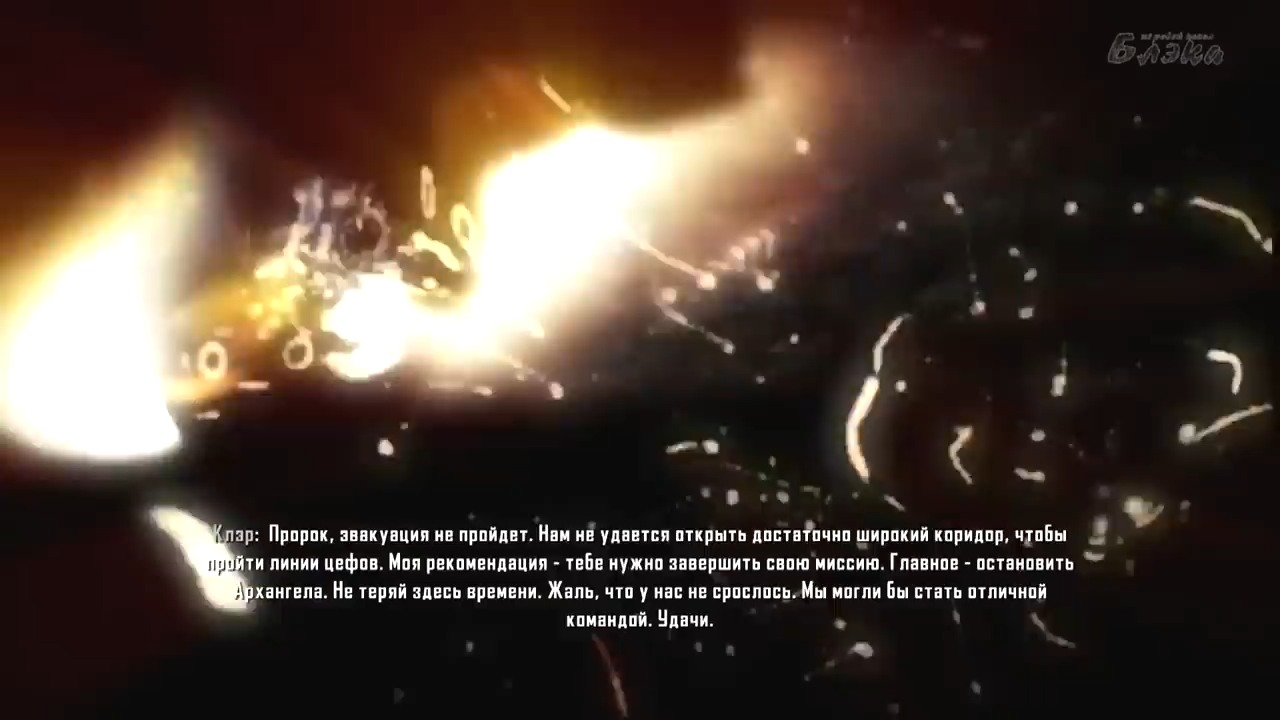 Блэка
Клэр: Пророк, эвакуация не пройдет. Нам не удается открыть достаточно широкий коридор, чтобы
пройти линии цефов. Моя рекомендация - тебе нужно завершить свою миссию. Главное - остановить
Архангела. Не теряй здесь времени. Жаль, что у нас не срослось. Мы могли бы стать отличной
командой. Удачи.